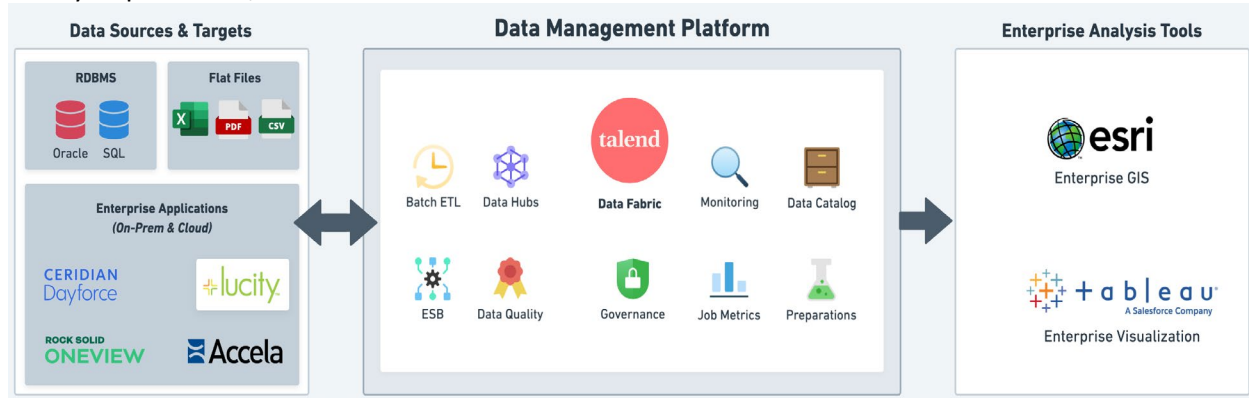 Data Sources & Targets
RDBMS
Oracle
SQL
Flat Files
X
PDF
CSV
Enterprise Applications
(On-Prem & Cloud)
CERIDIAN
Dayforce
lucity
ROCK SOLID
ONEVIEW
Accela
Data Management Platform
talend
Batch ETL
Data Hubs
Data Fabric
Monitoring
Data Catalog
ESB
Data Quality
Governance
Job Metrics
Preparations
Enterprise Analysis Tools
esri
Enterprise GIS
+ a b l e a u
A Salesforce Company
Enterprise Visualization